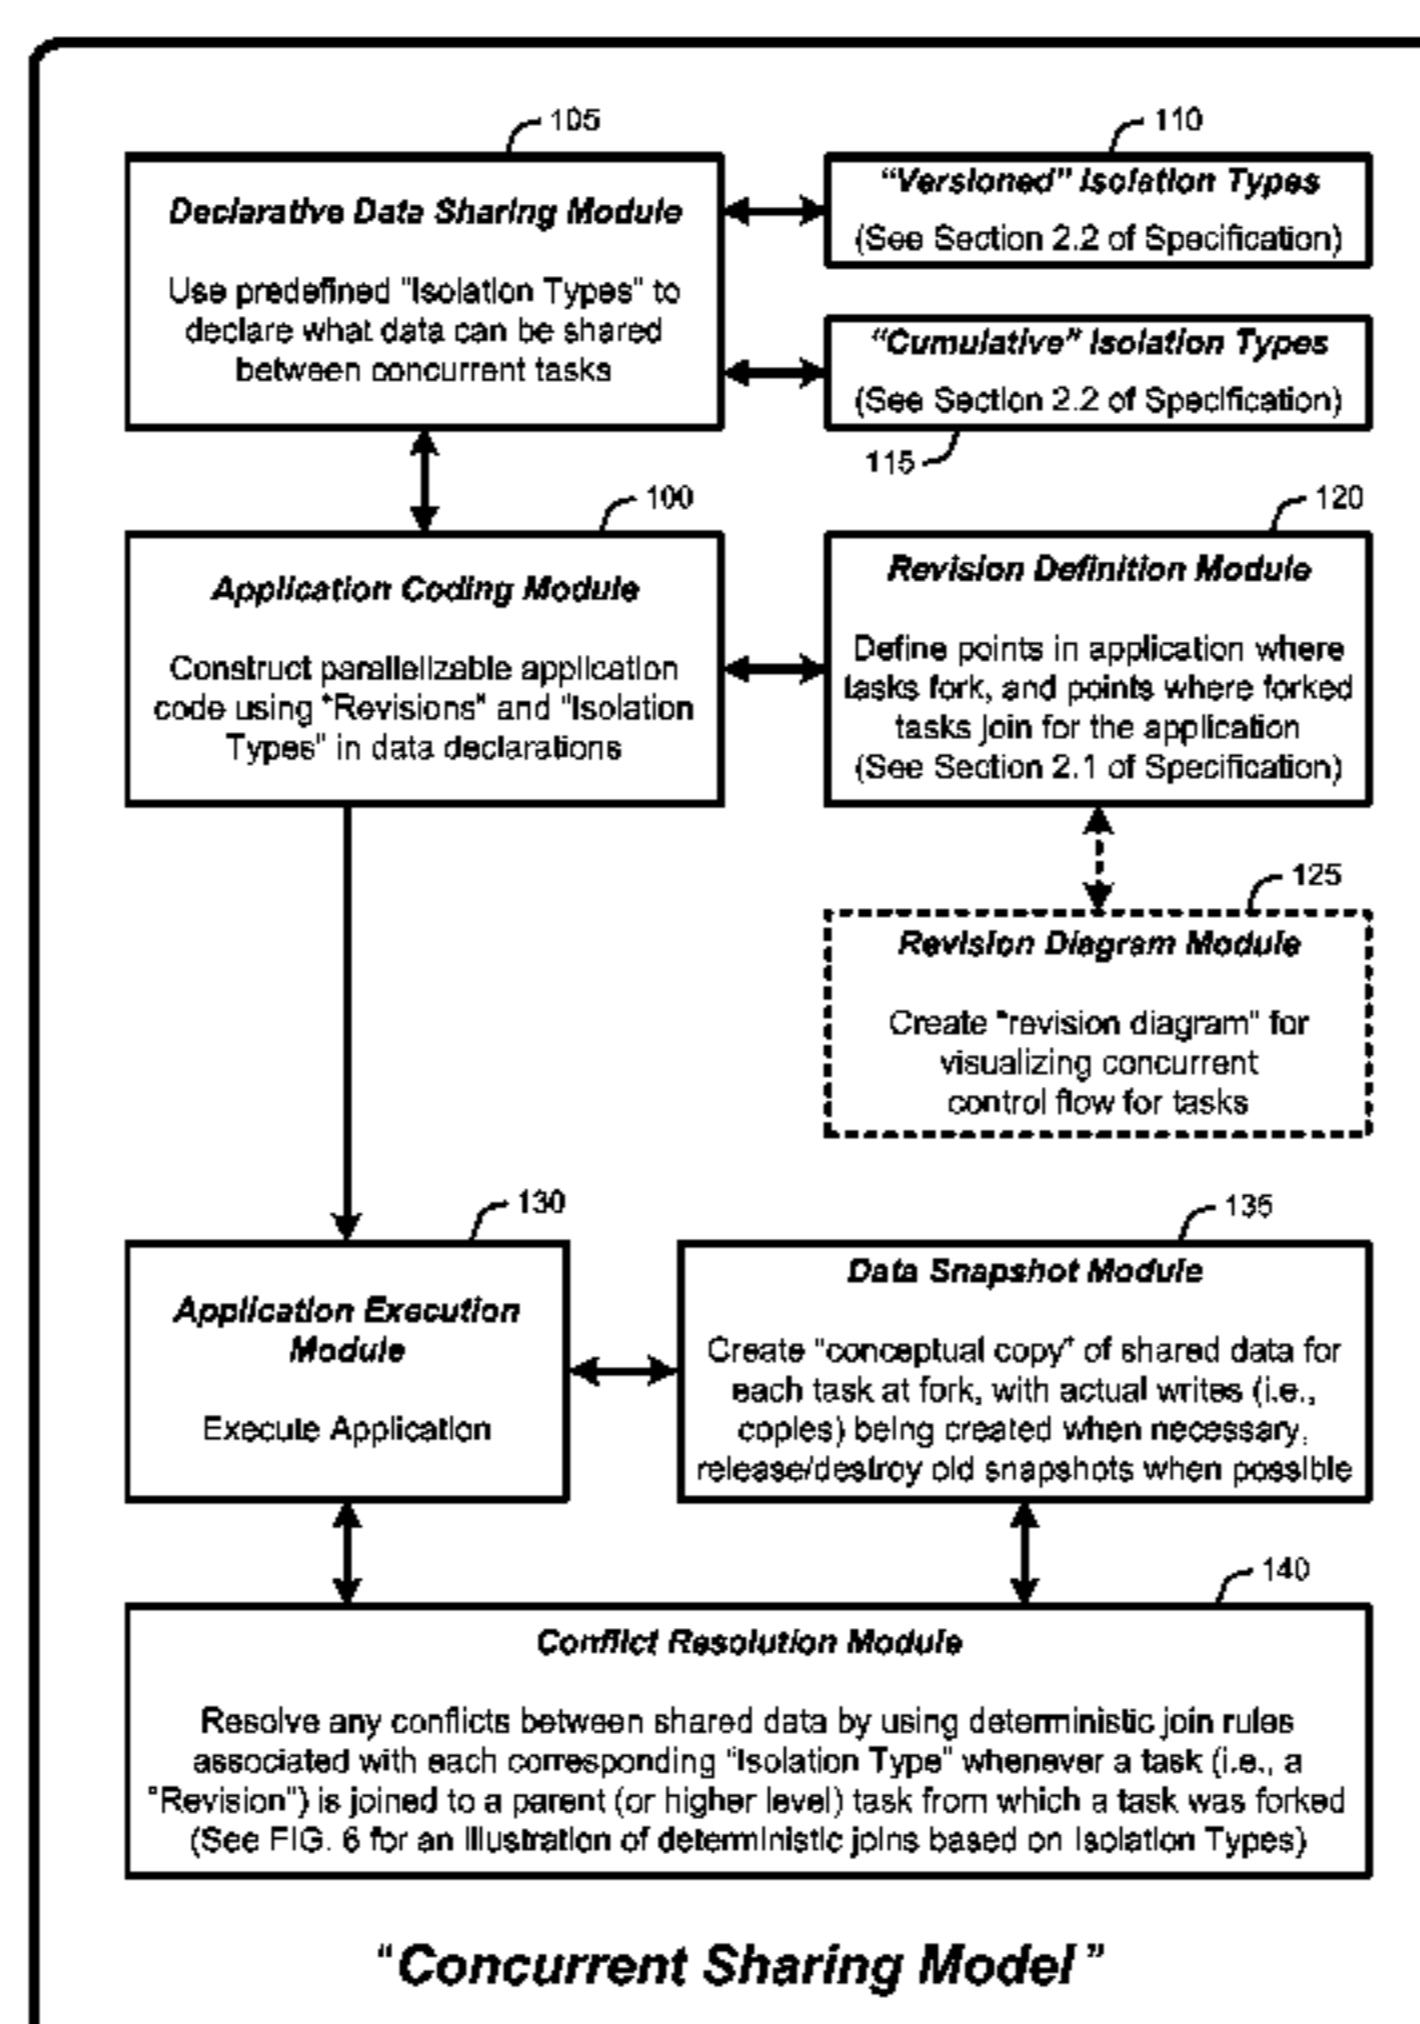 105
Declarative Data Sharing Module
Use predefined "Isolation Types" to
declare what data can be shared
between concurrent tasks
110
"Versioned" Isolation Types
(See Section 2.2 of Specification)
"Cumulative" Isolation Types
(See Section 2.2 of Specification)
115
100
Application Coding Module
Construct parallelizable application
code using "Revisions" and "Isolation
Types" in data declarations
120
Revision Definition Module
Define points in application where
tasks fork, and points where forked
tasks join for the application
(See Section 2.1 of Specification)
125
Revision Diagram Module
Create "revision diagram" for
visualizing concurrent
control flow for tasks
130
Application Execution
Module
Execute Application
135
Data Snapshot Module
Create "conceptual copy" of shared data for
each task at fork, with actual writes (i.e.,
copies) being created when necessary,
release/destroy old snapshots when possible
140
Conflict Resolution Module
Resolve any conflicts between shared data by using deterministic join rules
associated with each corresponding "Isolation Type" whenever a task (i.e., a
"Revision") is joined to a parent (or higher level) task from which a task was forked
(See FIG. 6 for an illustration of deterministic joins based on Isolation Types)
"Concurrent Sharing Model"